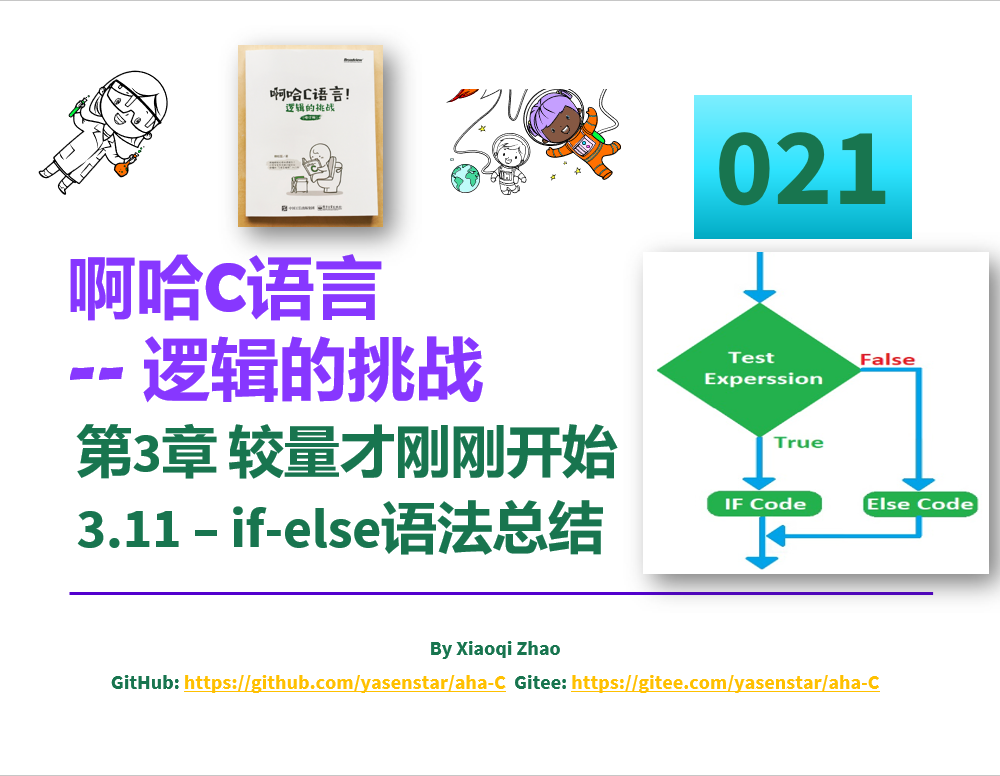 啊哈C语言!
逻辑的挑战
021
啊哈C语言
-- 逻辑的挑战
第3章 较量才刚刚开始
3.11 – if-else语法总结
Test
Experssion
False
True
IF Code
Else Code
By Xiaoqi Zhao
GitHub: https://github.com/yasenstar/aha-C Gitee: https://gitee.com/yasenstar/aha-C